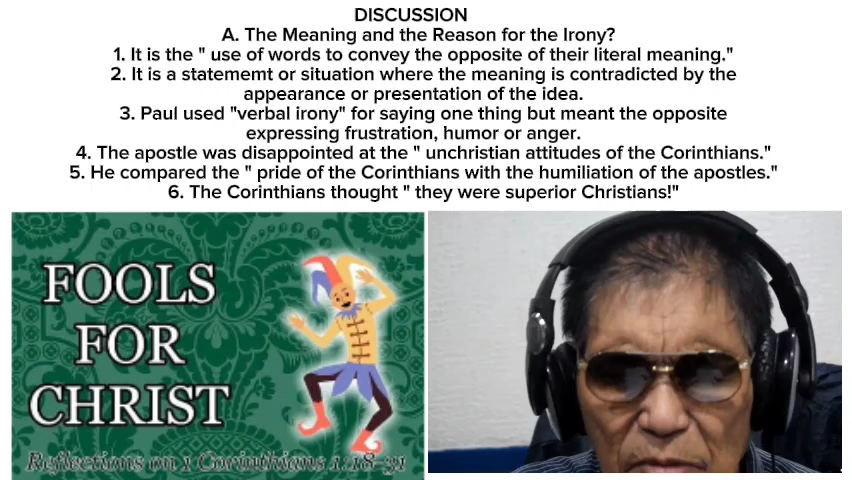 DISCUSSION
A. The Meaning and the Reason for the Irony?
1. It is the " use of words to convey the opposite of their literal meaning."
2. It is a statememt or situation where the meaning is contradicted by the
appearance or presentation of the idea.
3. Paul used "verbal irony" for saying one thing but meant the opposite
expressing frustration, humor or anger.
4. The apostle was disappointed at the " unchristian attitudes of the Corinthians."
5. He compared the " pride of the Corinthians with the humiliation of the apostles."
6. The Corinthians thought " they were superior Christians!"
FOOLS
FOR
CHRIST
Reflections on 1 Corinthians 1:18-31